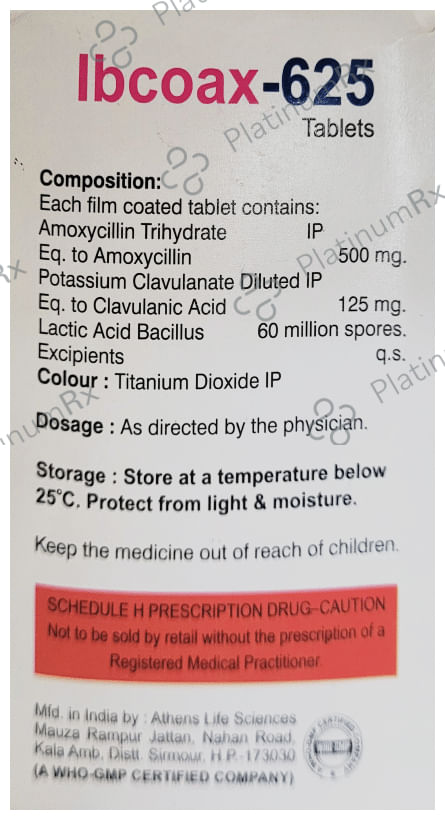 Ibcoax-625
Tablets
Composition:
Each film coated tablet contains:
Amoxycillin Trihydrate IP
Eq. to Amoxycillin 500 mg.
Potassium Clavulanate Diluted IP
Eq. to Clavulanic Acid 125 mg.
Lactic Acid Bacillus 60 million spores.
Excipients q.s.
Colour : Titanium Dioxide IP
Dosage : As directed by the physician.
Storage : Store at a temperature below
25°C. Protect from light & moisture.
Keep the medicine out of reach of children.
SCHEDULE H PRESCRIPTION DRUG-CAUTION
Not to be sold by retail without the prescription of a
Registered Medical Practitioner.
Mfd. in India by : Athens Life Sciences
Mauza Rampur Jattan, Nahan Road,
Kala Amb, Distt. Sirmour, H.P.-173030
(A WHO-GMP CERTIFIED COMPANY)
PlatinumRx
PlatinumRx